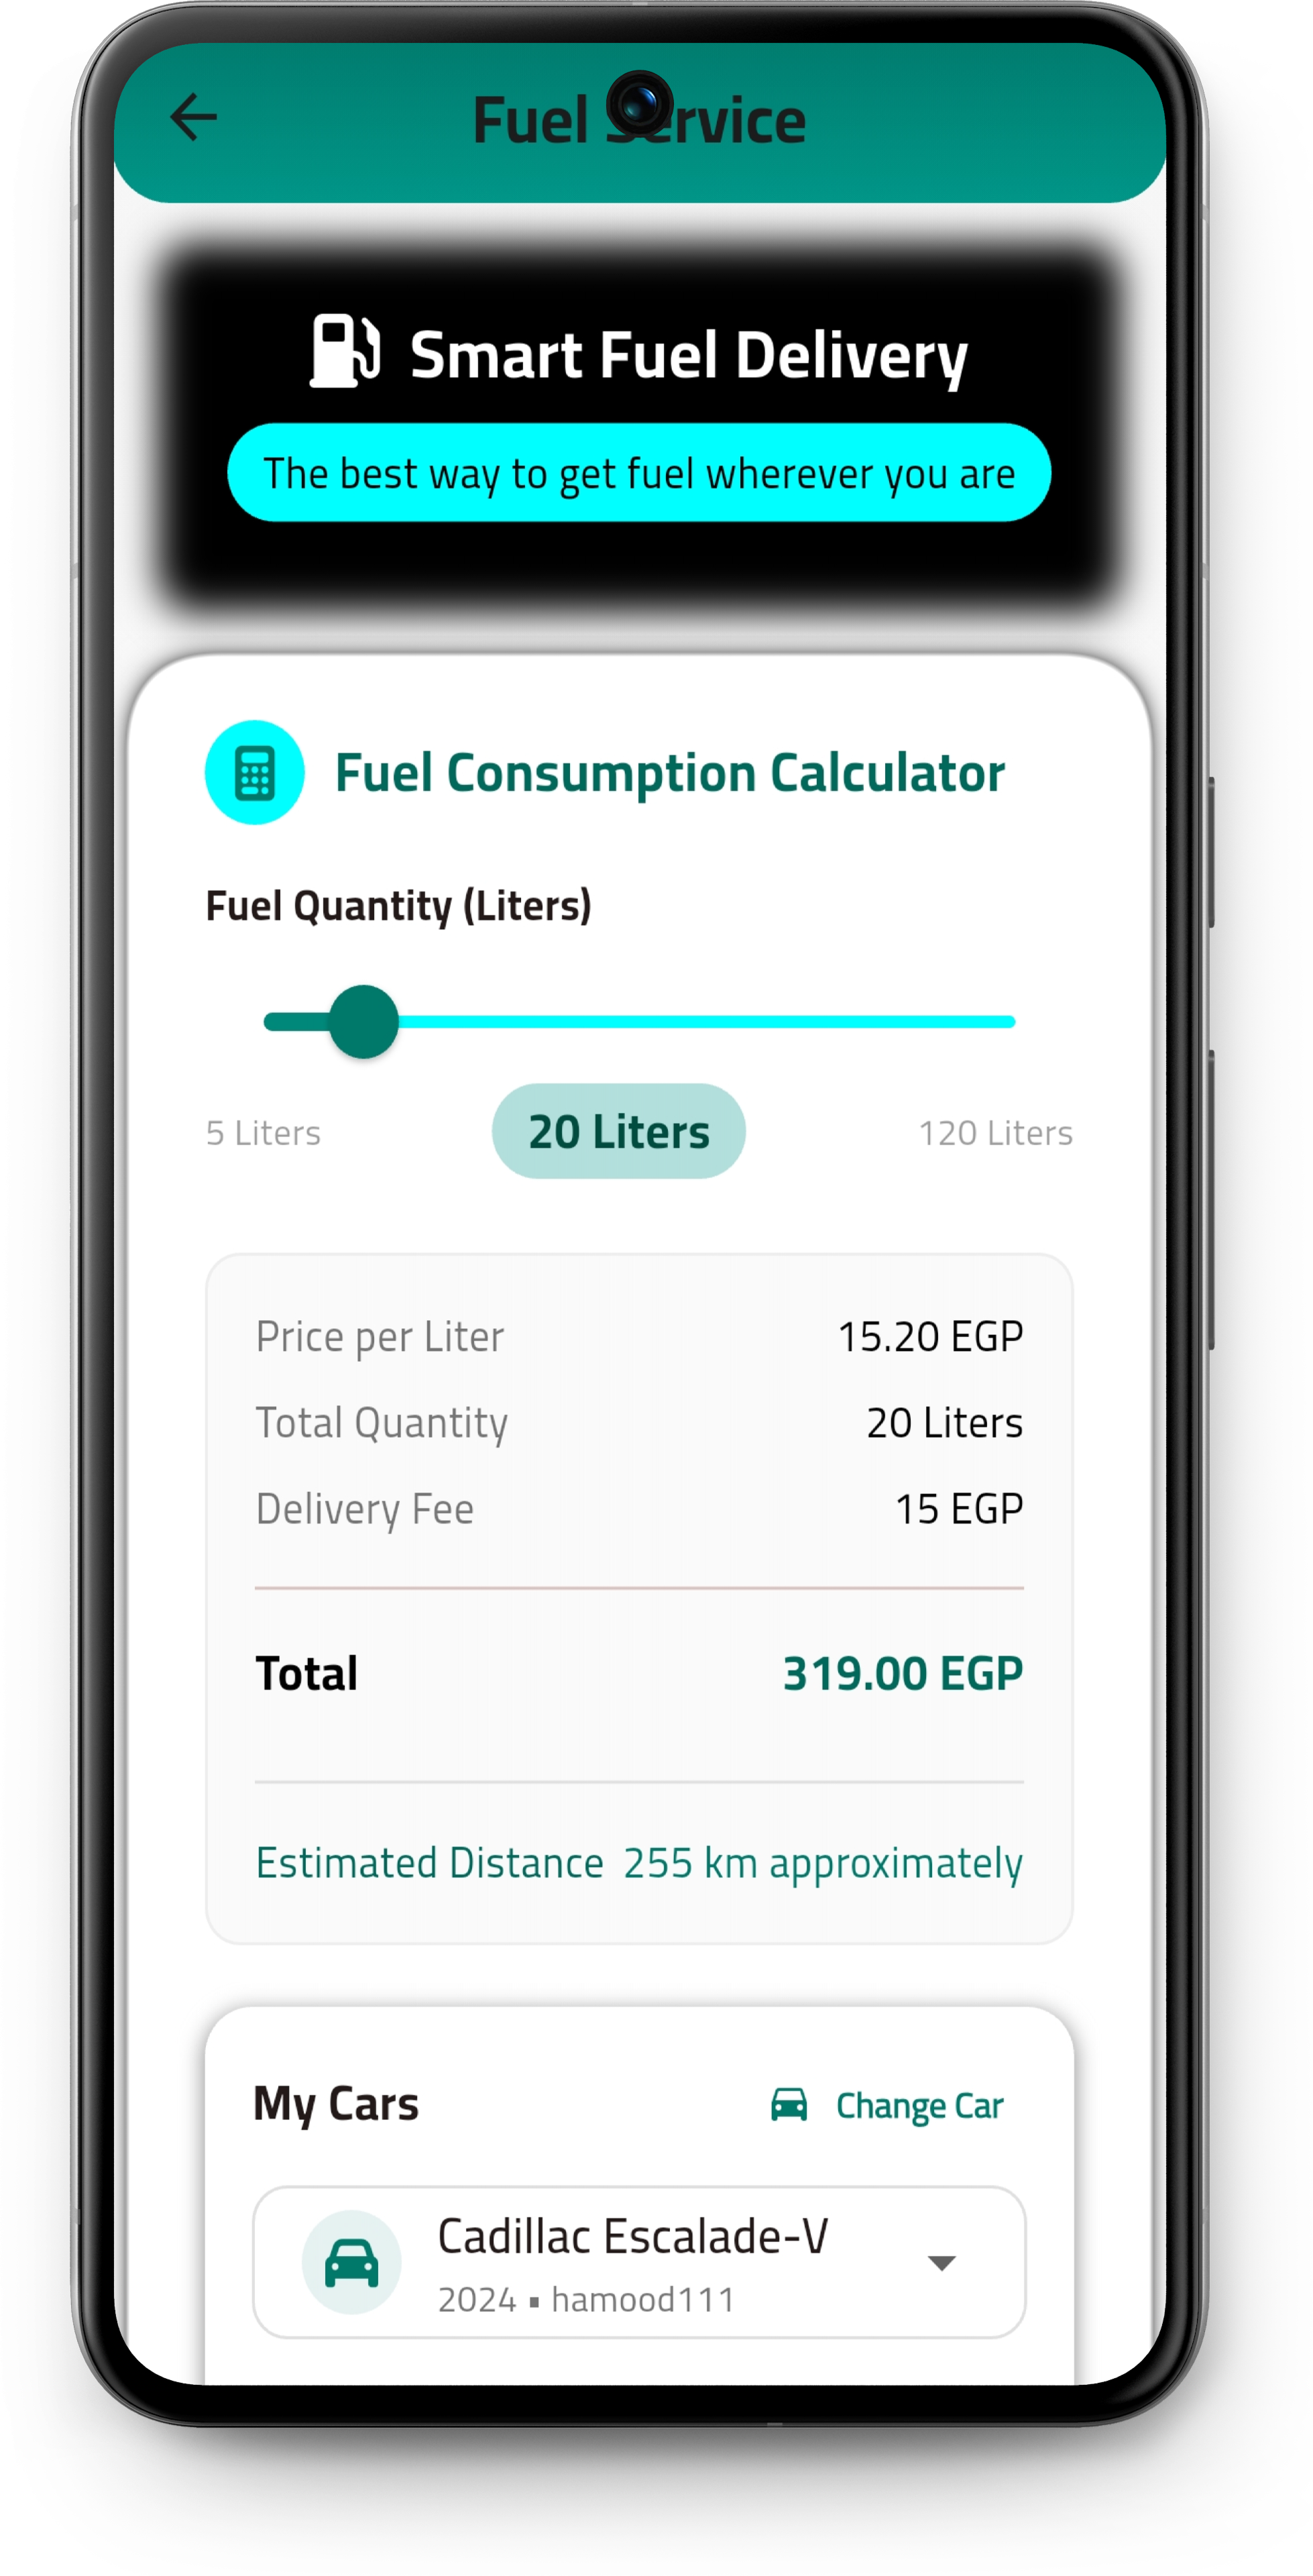 Fuel Service
Smart Fuel Delivery
The best way to get fuel wherever you are
Fuel Consumption Calculator
Fuel Quantity (Liters)
5 Liters 20 Liters 120 Liters
Price per Liter 15.20 EGP
Total Quantity 20 Liters
Delivery Fee 15 EGP
Total 319.00 EGP
Estimated Distance 255 km approximately
My Cars Change Car
Cadillac Escalade-V
2024 ▪ hamood111